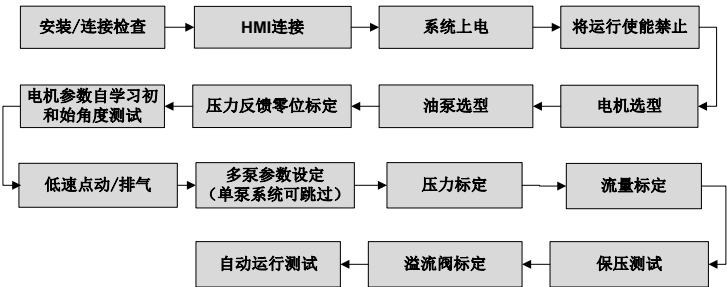 安装/连接检查
HMI连接
系统上电
将运行使能禁止
电机选型
油泵选型
压力反馈零位标定
电机参数自学习初
和始角度测试
低速点动/排气
多泵参数设定
（单泵系统可跳过）
压力标定
流量标定
保压测试
溢流阀标定
自动运行测试